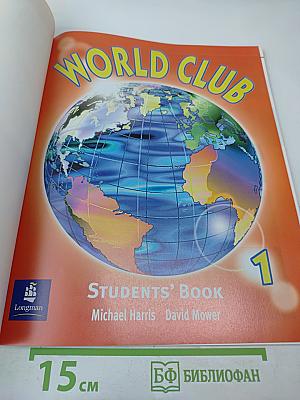 WORLD CLUB
1
STUDENTS' BOOK
Michael Harris David Mower
Longman
15 см
БФ БИБЛИОФАН